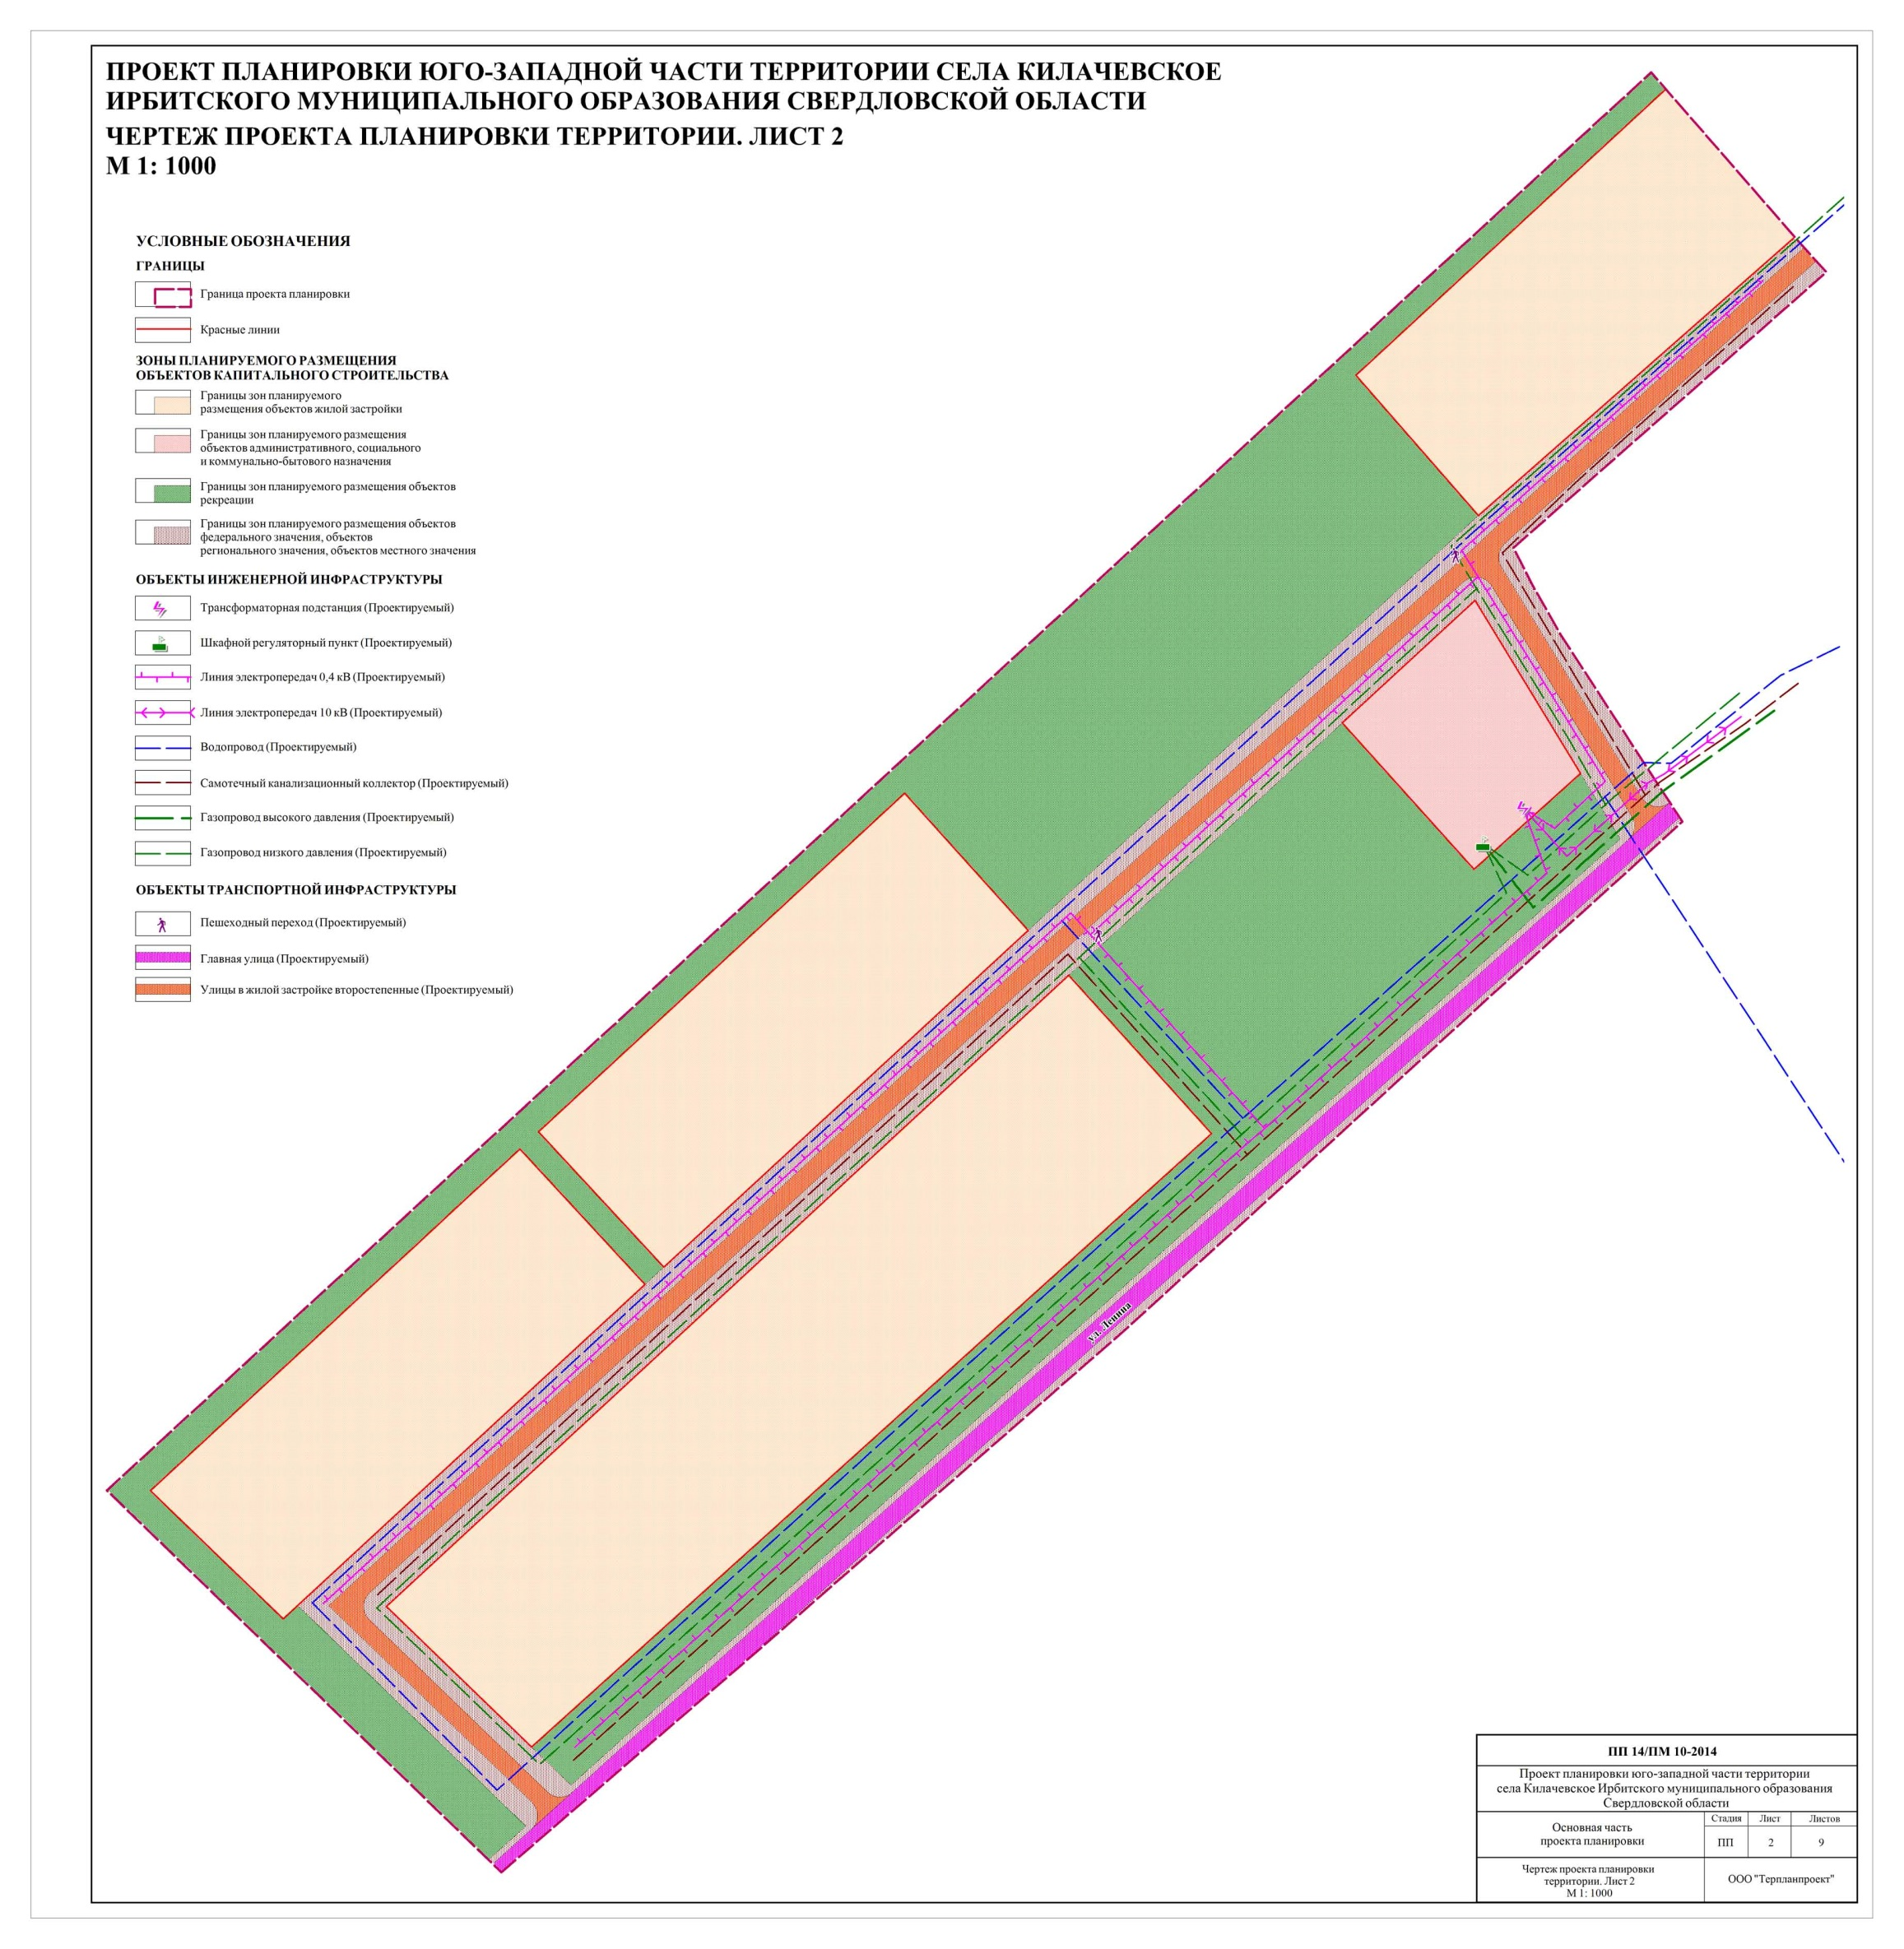 ПРОЕКТ ПЛАНИРОВКИ ЮГО-ЗАПАДНОЙ ЧАСТИ ТЕРРИТОРИИ СЕЛА КИЛАЧЕВСКОЕ
ИРБИТСКОГО МУНИЦИПАЛЬНОГО ОБРАЗОВАНИЯ СВЕРДЛОВСКОЙ ОБЛАСТИ
ЧЕРТЕЖ ПРОЕКТА ПЛАНИРОВКИ ТЕРРИТОРИИ. ЛИСТ 2
М 1: 1000
УСЛОВНЫЕ ОБОЗНАЧЕНИЯ
ГРАНИЦЫ
Граница проекта планировки
Красные линии
ЗОНЫ ПЛАНИРУЕМОГО РАЗМЕЩЕНИЯ
ОБЪЕКТОВ КАПИТАЛЬНОГО СТРОИТЕЛЬСТВА
Границы зон планируемого
размещения объектов жилой застройки
Границы зон планируемого размещения
объектов административного, социального
и коммунально-бытового назначения
Границы зон планируемого размещения объектов
рекреации
Границы зон планируемого размещения объектов
федерального значения, объектов
регионального значения, объектов местного значения
ОБЪЕКТЫ ИНЖЕНЕРНОЙ ИНФРАСТРУКТУРЫ
Трансформаторная подстанция (Проектируемый)
Шкафной регуляторный пункт (Проектируемый)
Линия электропередач 0,4 кВ (Проектируемый)
Линия электропередач 10 кВ (Проектируемый)
Водопровод (Проектируемый)
Самотечный канализационный коллектор (Проектируемый)
Газопровод высокого давления (Проектируемый)
Газопровод низкого давления (Проектируемый)
ОБЪЕКТЫ ТРАНСПОРТНОЙ ИНФРАСТРУКТУРЫ
Пешеходный переход (Проектируемый)
Главная улица (Проектируемый)
Улицы в жилой застройке второстепенные (Проектируемый)
ул. Ленина
ПП 14/ПМ 10-2014
Проект планировки юго-западной части территории
села Килачевское Ирбитского муниципального образования
Свердловской области
Основная часть
проекта планировки
Стадия Лист Листов
ПП 2 9
Чертеж проекта планировки
территории. Лист 2
М 1: 1000
ООО "Терпланпроект"